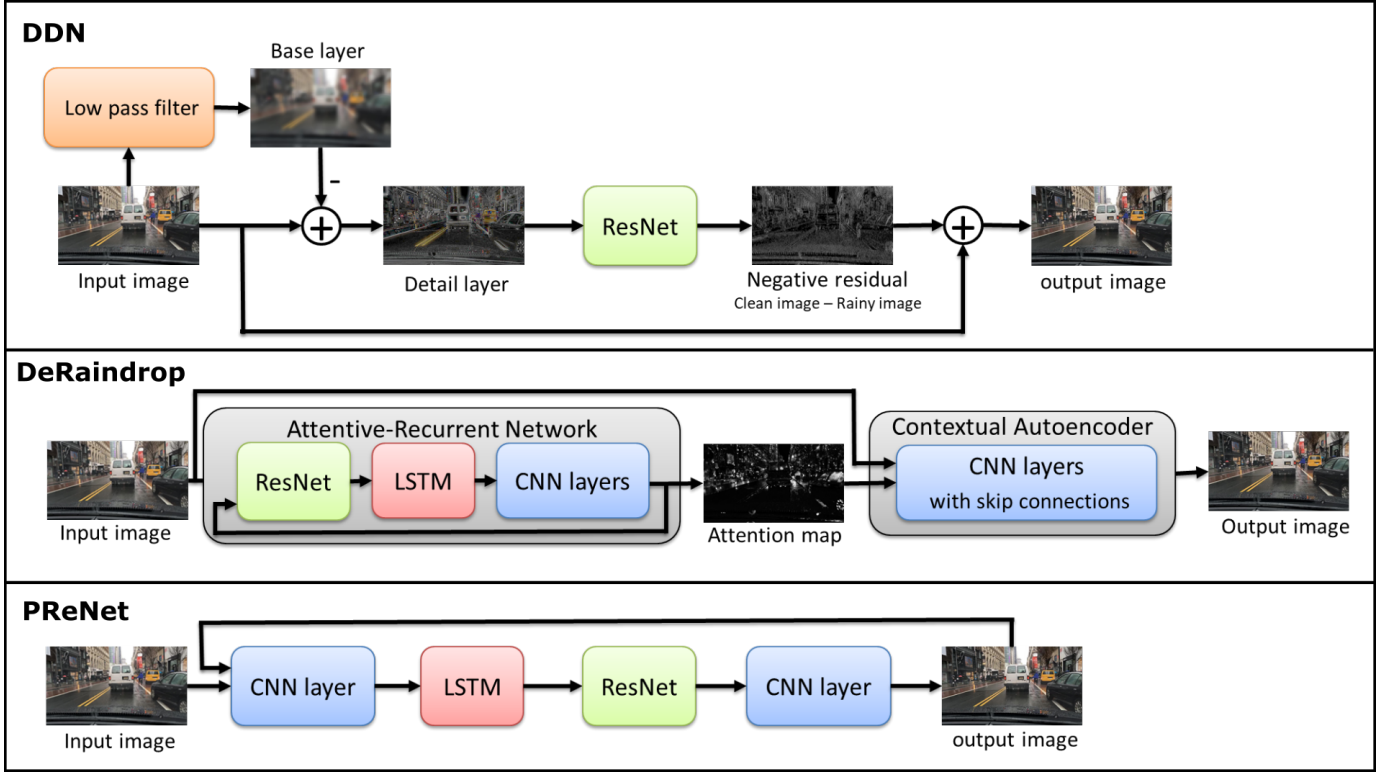 DDN
Base layer
Low pass filter
-
+
ResNet
+
Input image
Detail layer
Negative residual
Clean image – Rainy image
output image
DeRaindrop
Attentive-Recurrent Network
ResNet
LSTM
CNN layers
Contextual Autoencoder
CNN layers
with skip connections
Input image
Attention map
Output image
PReNet
CNN layer
LSTM
ResNet
CNN layer
Input image
output image